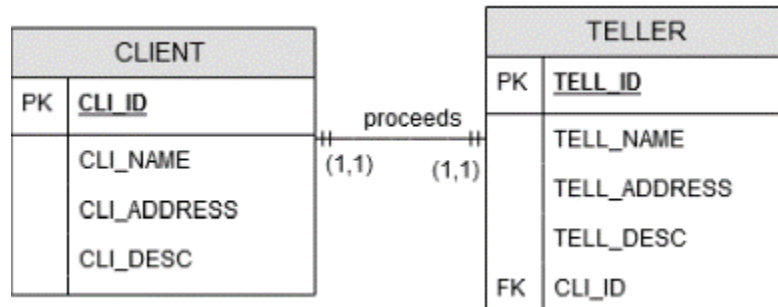 CLIENT
PK CLI_ID
CLI_NAME
CLI_ADDRESS
CLI_DESC
proceeds
(1,1) (1,1)
TELLER
PK TELL_ID
TELL_NAME
TELL_ADDRESS
TELL_DESC
FK CLI_ID